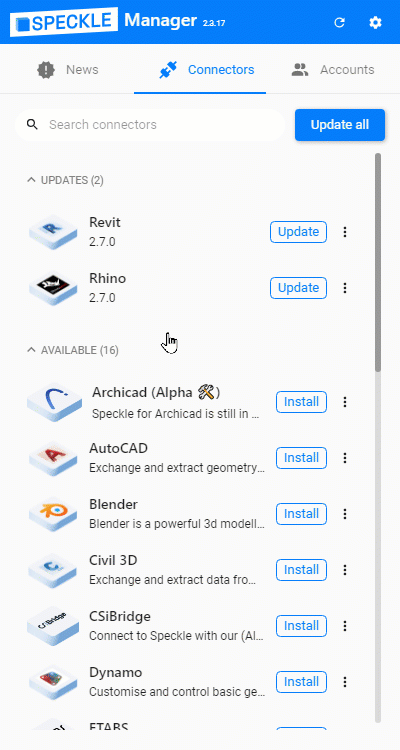 SPECKLE Manager 2.3.17
News Connectors Accounts
Search connectors Update all
UPDATES (2)
Revit
2.7.0
Update
Rhino
2.7.0
Update
AVAILABLE (16)
Archicad (Alpha 🛠)
Speckle for Archicad is still in ...
Install
AutoCAD
Exchange and extract geometry...
Install
Blender
Blender is a powerful 3d modell...
Install
Civil 3D
Exchange and extract data fro...
Install
CSiBridge
CSiBridge
Connect to Speckle with our (Al...
Install
Dynamo
Customise and control basic ge...
Install
ETABS